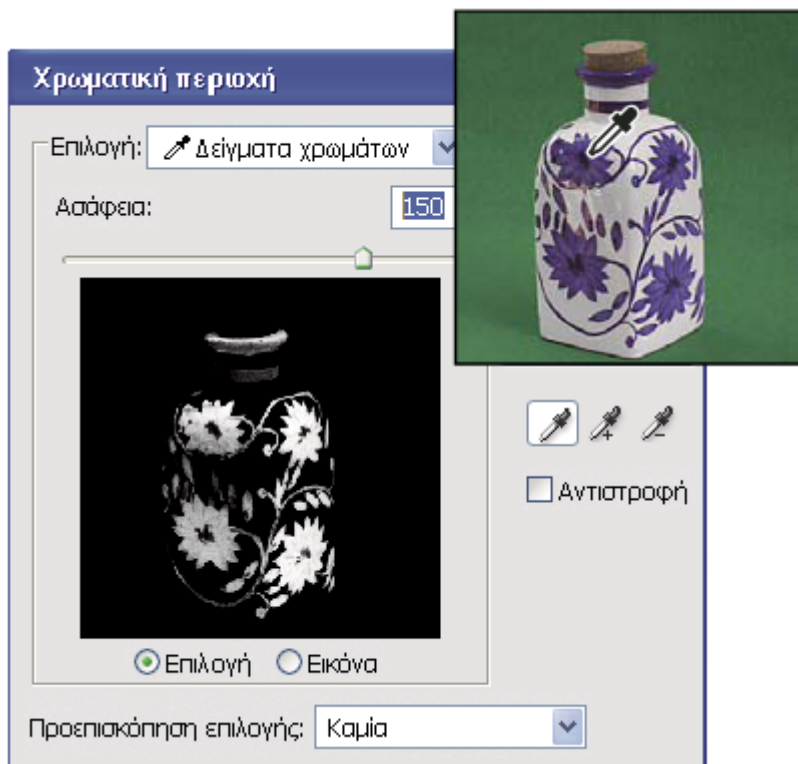 Χρωματική περιοχή
Επιλογή: Δείγματα χρωμάτων
Ασάφεια: 150
Αντιστροφή
Επιλογή Εικόνα
Προεπισκόπηση επιλογής: Καμία